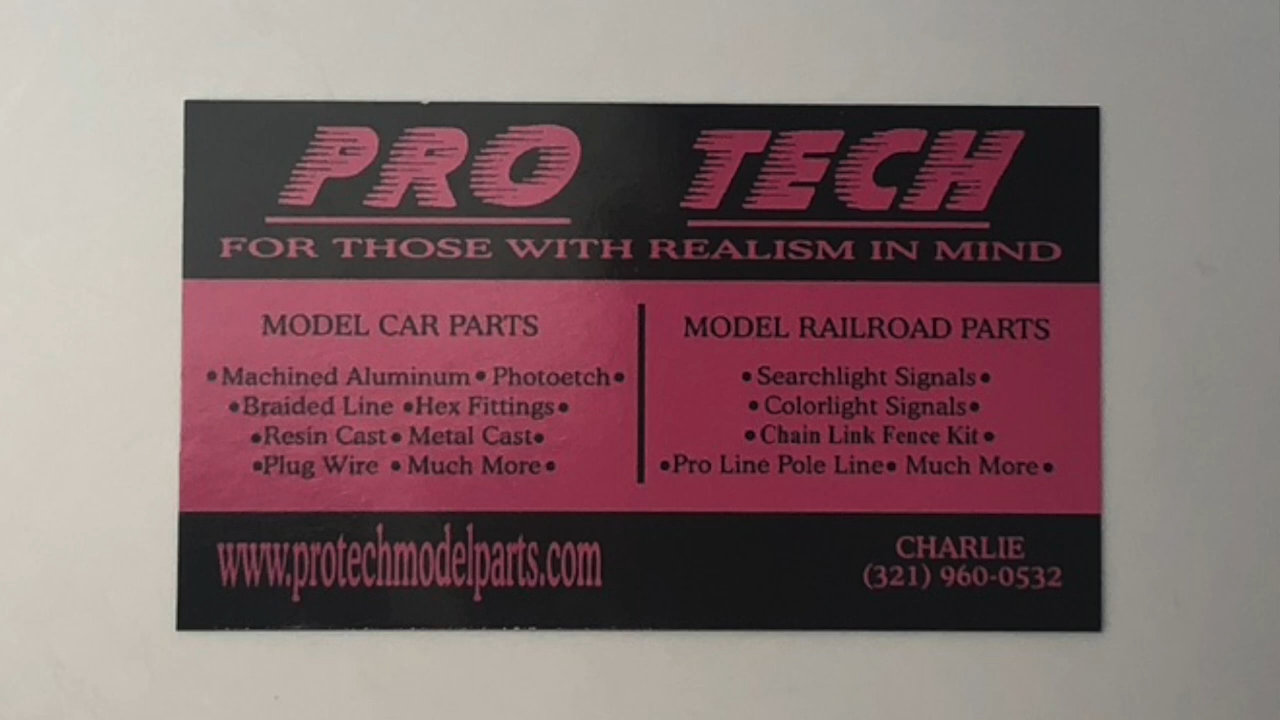 PRO TECH
FOR THOSE WITH REALISM IN MIND
MODEL CAR PARTS
•Machined Aluminum • Photoetch•
•Braided Line •Hex Fittings•
•Resin Cast• Metal Cast•
•Plug Wire •Much More•
MODEL RAILROAD PARTS
•Searchlight Signals•
•Colorlight Signals•
•Chain Link Fence Kit•
•Pro Line Pole Line• Much More•
www.protechmodelparts.com
CHARLIE
(321) 960-0532